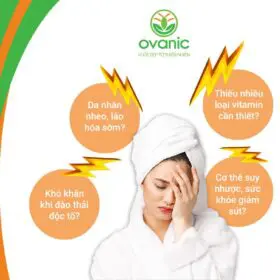 ovanic
Da nhăn
nheo, lão
hóa sớm?
Thiếu nhiều
loại vitamin
cần thiết?
Khó khăn
khi đào thải
độc tố?
Cơ thể suy
nhược, sức
khỏe giảm
sút?